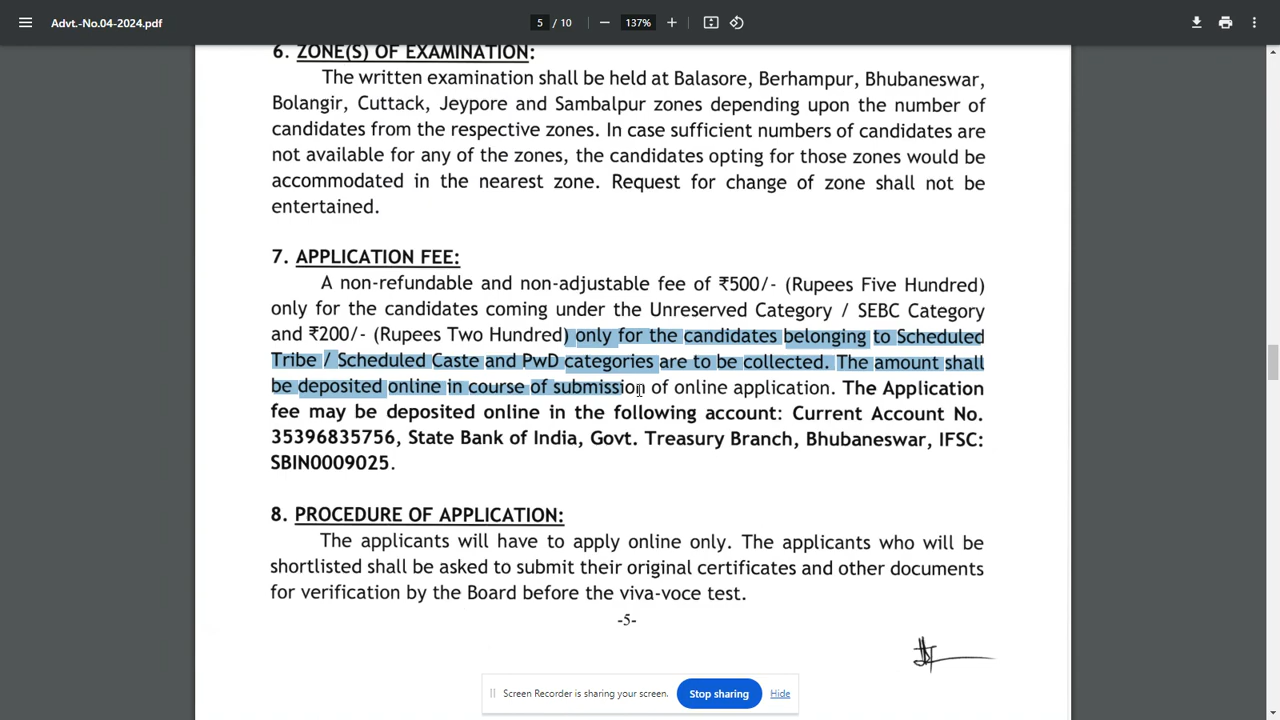 Advt.-No.04-2024.pdf
5 / 10
137%
6. ZONE(S) OF EXAMINATION:
The written examination shall be held at Balasore, Berhampur, Bhubaneswar,
Bolangir, Cuttack, Jeypore and Sambalpur zones depending upon the number of
candidates from the respective zones. In case sufficient numbers of candidates are
not available for any of the zones, the candidates opting for those zones would be
accommodated in the nearest zone. Request for change of zone shall not be
entertained.
7. APPLICATION FEE:
A non-refundable and non-adjustable fee of ₹500/- (Rupees Five Hundred)
only for the candidates coming under the Unreserved Category / SEBC Category
and ₹200/- (Rupees Two Hundred) only for the candidates belonging to Scheduled
Tribe / Scheduled Caste and PwD categories are to be collected. The amount shall
be deposited online in course of submission of online application. The Application
fee may be deposited online in the following account: Current Account No.
35396835756, State Bank of India, Govt. Treasury Branch, Bhubaneswar, IFSC:
SBIN0009025.
8. PROCEDURE OF APPLICATION:
The applicants will have to apply online only. The applicants who will be
shortlisted shall be asked to submit their original certificates and other documents
for verification by the Board before the viva-voce test.
-5-
Screen Recorder is sharing your screen.
Stop sharing
Hide